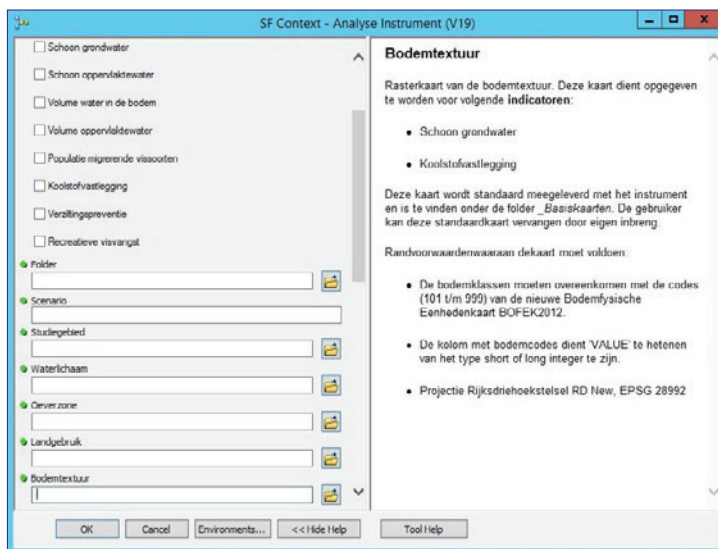 SF Context - Analyse Instrument (V19)
Schoon grondwater
Schoon oppervlaktewater
Volume water in de bodem
Volume oppervlaktewater
Populatie migrerende vissoorten
Koolstofvastlegging
Verziltingspreventie
Recreatieve visvangst
Folder
Scenario
Studiegebied
Waterlichaam
Oeverzone
Landgebruik
Bodemtextuur
OK
Cancel
Environments...
<< Hide Help
Tool Help
Bodemtextuur
Rasterkaart van de bodemtextuur. Deze kaart dient opgegeven
te worden voor volgende indicatoren:
• Schoon grondwater
• Koolstofvastlegging
Deze kaart wordt standaard meegeleverd met het instrument
en is te vinden onder de folder _Basiskaarten. De gebruiker
kan deze standaardkaart vervangen door eigen inbreng.
Randvoorwaardenwaaraan dekaart moet voldoen:
• De bodemklassen moeten overeenkomen met de codes
(101 t/m 999) van de nieuwe Bodemfysische
Eenhedenkaart BOFEK2012.
• De kolom met bodemcodes dient 'VALUE' te hetenen
van het type short of long integer te zijn.
• Projectie Rijksdriehoekstelsel RD New, EPSG 28992